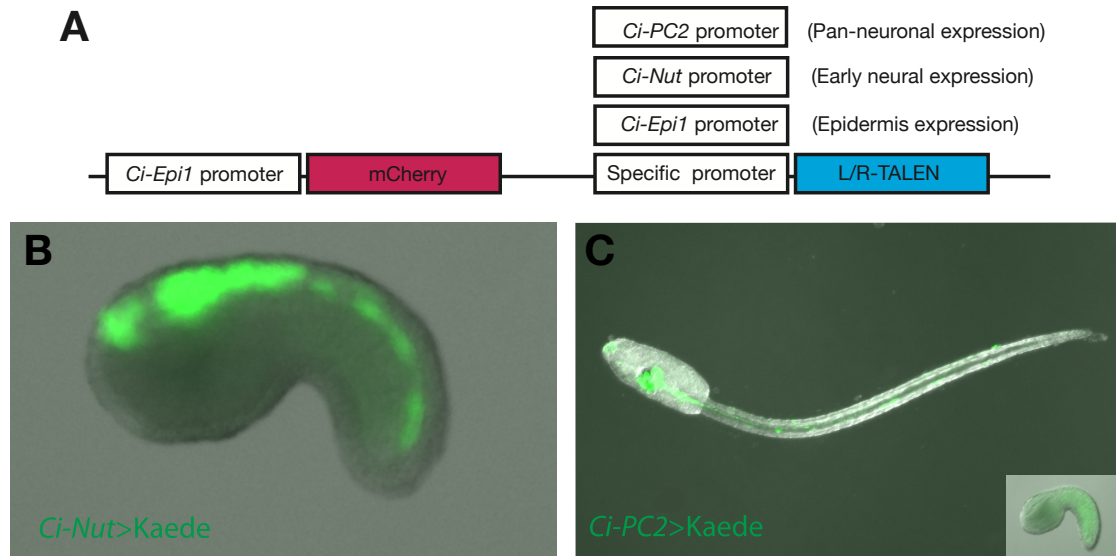 A
Ci-PC2 promoter (Pan-neuronal expression)
Ci-Nut promoter (Early neural expression)
Ci-Epi1 promoter (Epidermis expression)
Ci-Epi1 promoter mCherry Specific promoter L/R-TALEN
B
Ci-Nut>Kaede
C
Ci-PC2>Kaede